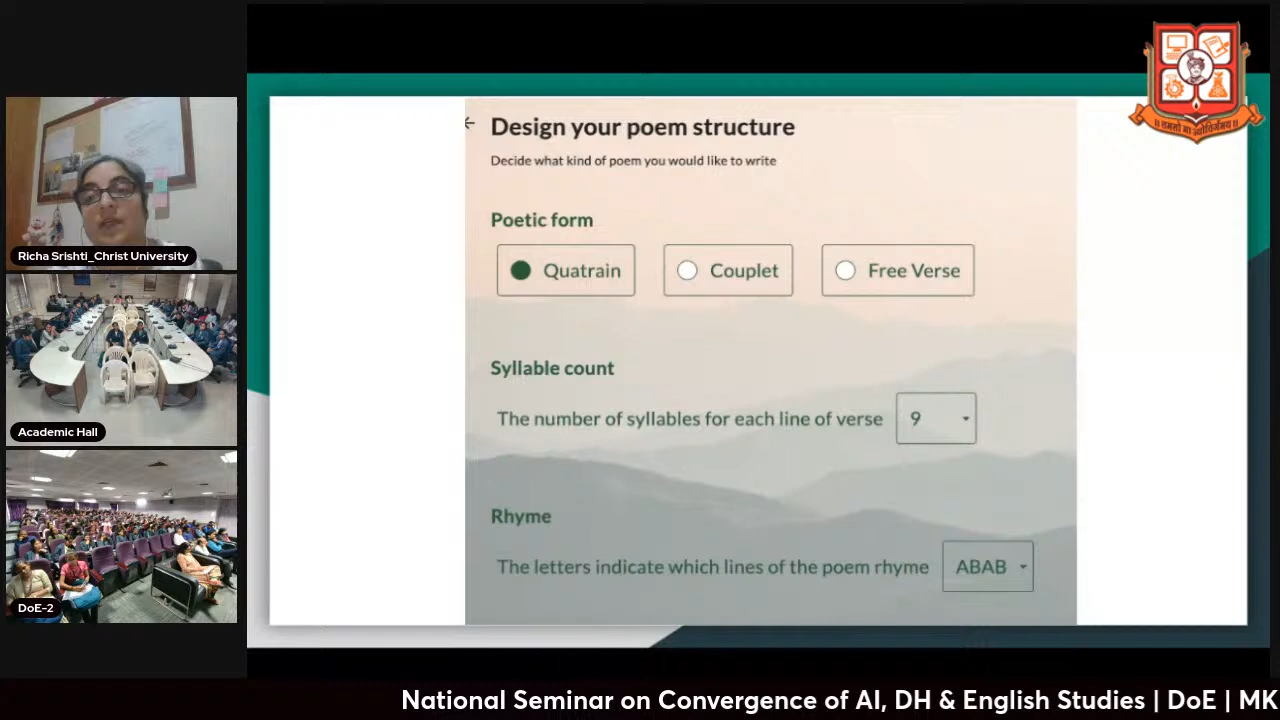 Design your poem structure
Decide what kind of poem you would like to write
Poetic form
Quatrain
Couplet
Free Verse
Syllable count
The number of syllables for each line of verse
9
Rhyme
The letters indicate which lines of the poem rhyme
ABAB
Richa Srishti_Christ University
Academic Hall
DoE-2
National Seminar on Convergence of AI, DH & English Studies | DoE | MK